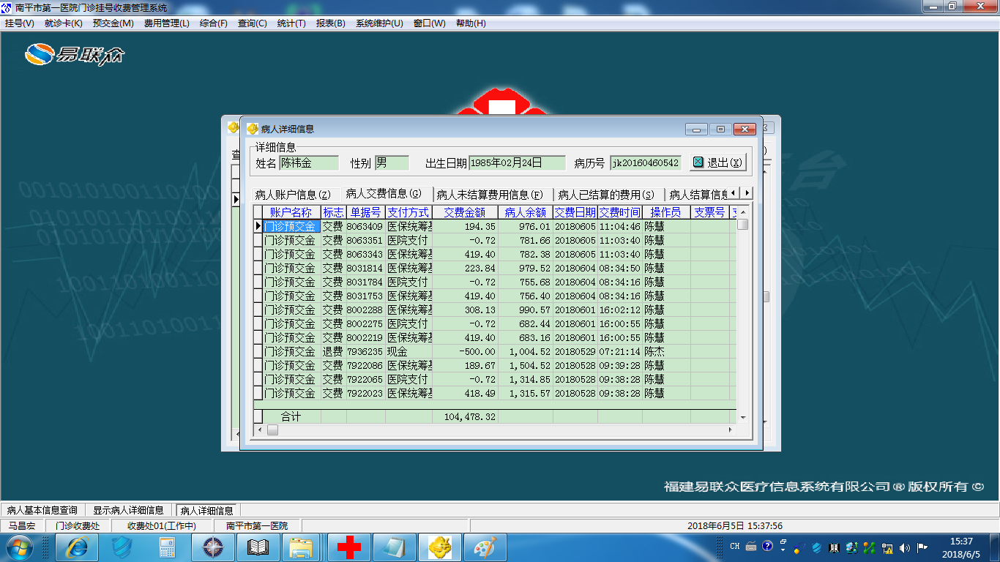 南平市第一医院门诊挂号收费管理系统
挂号(V) 就诊卡(K) 预交金(M) 费用管理(L) 综合(F) 查询(C) 统计(T) 报表(B) 系统维护(U) 窗口(W) 帮助(H)
易联众
病人详细信息
详细信息
姓名 陈祎金 性别 男 出生日期 1985年02月24日 病历号 jk20160460542 退出(X)
病人账户信息(Z) 病人交费信息(G) 病人未结算费用信息(F) 病人已结算的费用(S) 病人结算信息
账户名称 标志 单据号 支付方式 交费金额 病人余额 交费日期 交费时间 操作员 支票号
门诊预交金 交费 8063409 医保统筹基 194.35 976.01 20180605 11:04:46 陈慧
门诊预交金 交费 8063351 医院支付 -0.72 781.66 20180605 11:03:40 陈慧
门诊预交金 交费 8063343 医保统筹基 419.40 782.38 20180605 11:03:40 陈慧
门诊预交金 交费 8031814 医保统筹基 223.84 979.52 20180604 08:34:50 陈慧
门诊预交金 交费 8031784 医院支付 -0.72 755.68 20180604 08:34:16 陈慧
门诊预交金 交费 8031753 医保统筹基 419.40 756.40 20180604 08:34:16 陈慧
门诊预交金 交费 8002288 医保统筹基 308.13 990.57 20180601 16:02:12 陈慧
门诊预交金 交费 8002275 医院支付 -0.72 682.44 20180601 16:00:55 陈慧
门诊预交金 交费 8002219 医保统筹基 419.40 683.16 20180601 16:00:55 陈慧
门诊预交金 退费 7936235 现金 -500.00 1,004.52 20180529 07:21:14 陈杰
门诊预交金 交费 7922086 医保统筹基 189.67 1,504.52 20180528 09:39:28 陈慧
门诊预交金 交费 7922065 医院支付 -0.72 1,314.85 20180528 09:38:28 陈慧
门诊预交金 交费 7922023 医保统筹基 418.49 1,315.57 20180528 09:38:28 陈慧
合计 104,478.32
福建易联众医疗信息系统有限公司®版权所有©
病人基本信息查询 显示病人详细信息 病人详细信息
马昌宏 门诊收费处 收费处01(工作中) 南平市第一医院 2018年6月5日 15:37:56
CH 15:37
2018/6/5